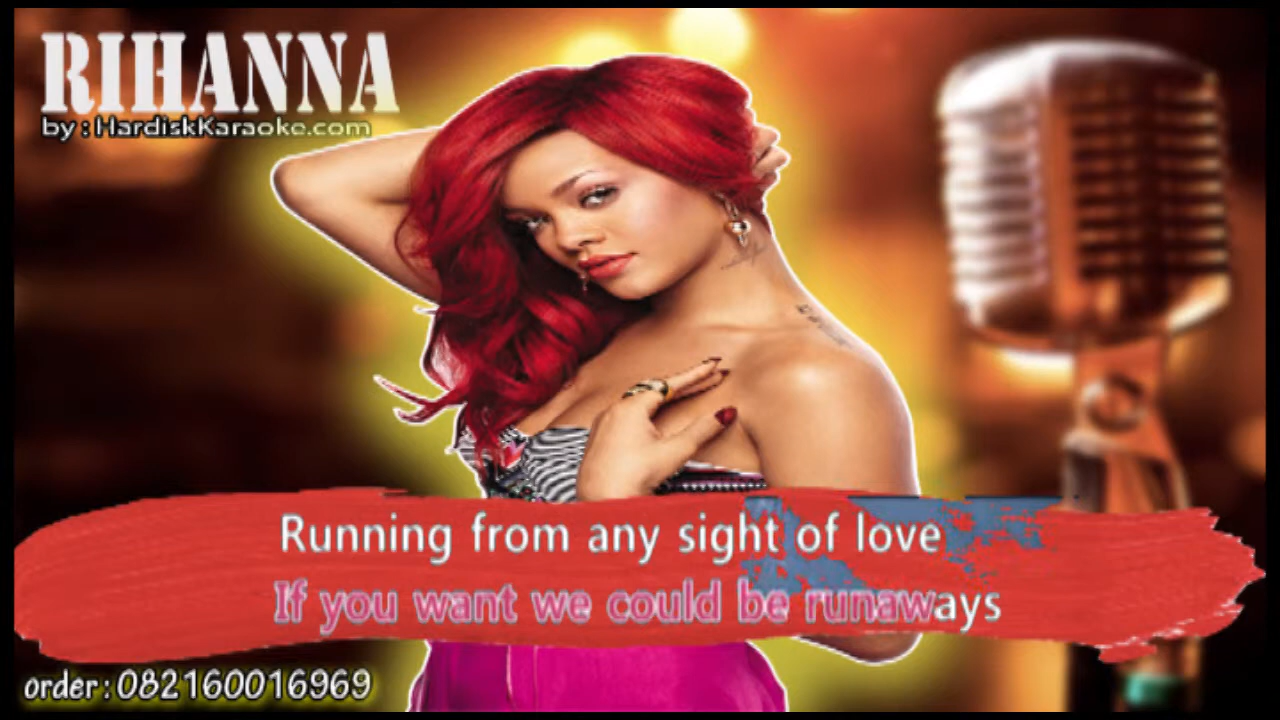 RIHANNA
by : HardiskKaraoke.com
Running from any sight of love
If you want we could be runaways
order : 082160016969